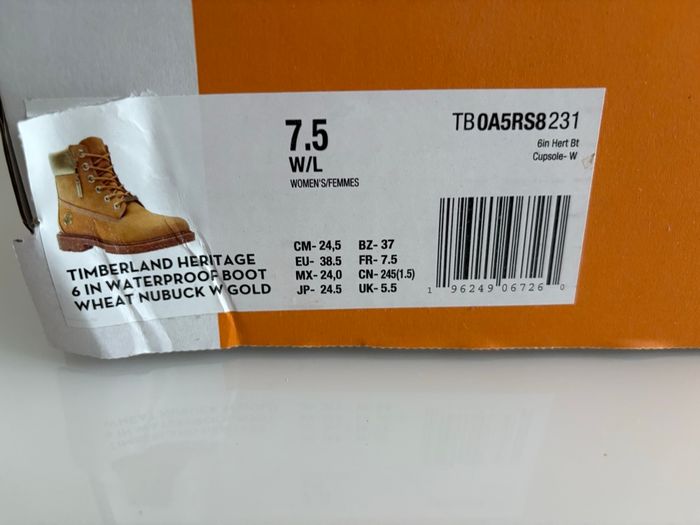 7.5
W/L
WOMEN'S/FEMMES
TB0A5RS8231
6in Hert Bt
Cupsole- W
TIMBERLAND HERITAGE
6 IN WATERPROOF BOOT
WHEAT NUBUCK W GOLD
CM- 24,5 BZ- 37
EU- 38.5 FR- 7.5
MX- 24,0 CN- 245(1.5)
JP- 24.5 UK- 5.5
1 96249 06726 0